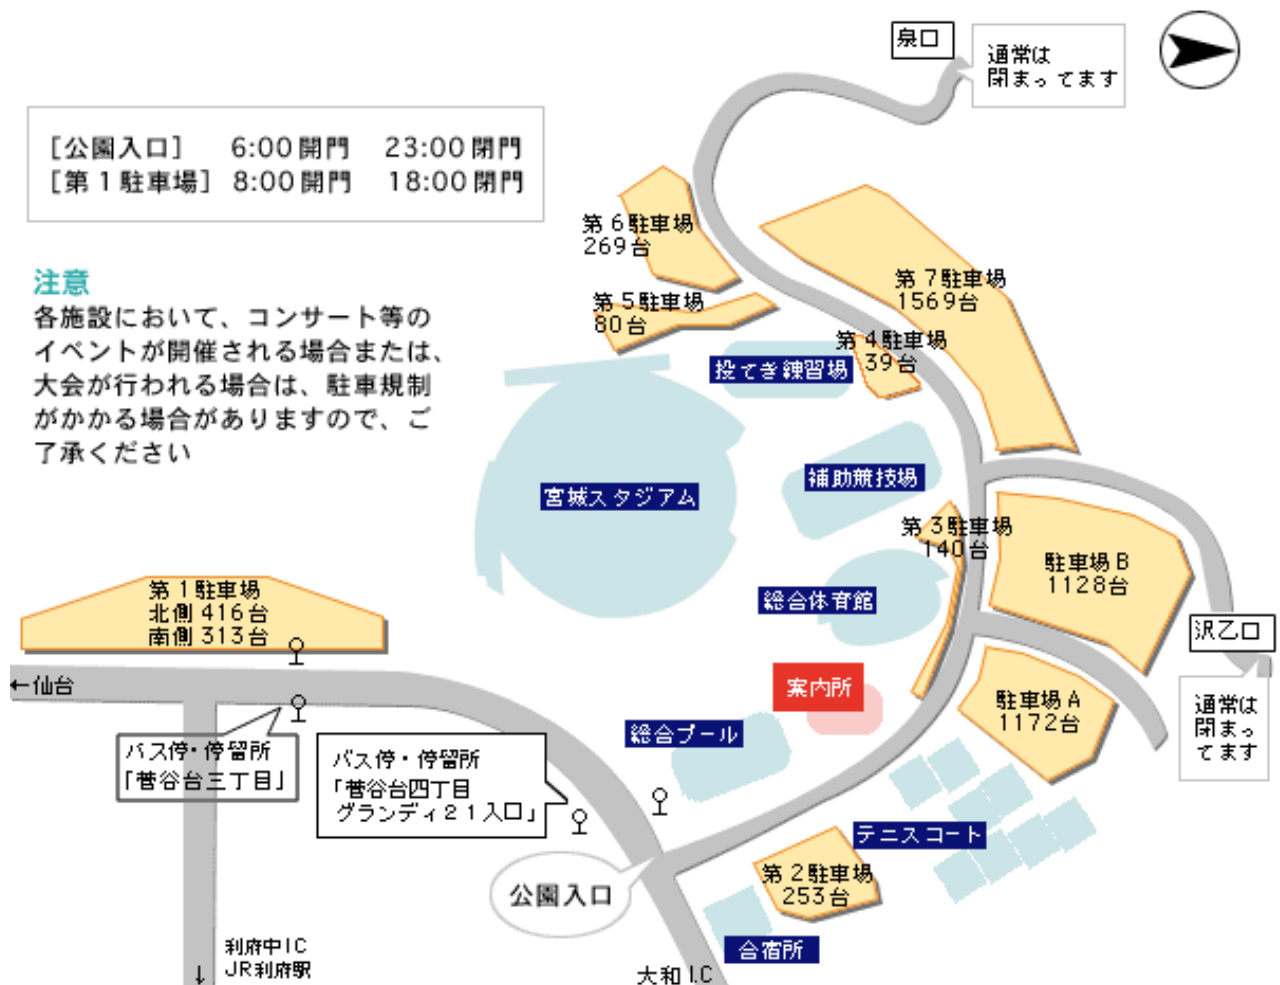 泉口
通常は
閉まってます
[公園入口] 6:00開門 23:00閉門
[第1駐車場] 8:00開門 18:00閉門
注意
各施設において、コンサート等の
イベントが開催される場合または、
大会が行われる場合は、駐車規制
がかかる場合がありますので、ご
了承ください
第6駐車場
269台
第5駐車場
80台
第7駐車場
1569台
第4駐車場
39台
投てき練習場
補助競技場
宮城スタジアム
第3駐車場
140台
駐車場B
1128台
総合体育館
第1駐車場
北側416台
南側313台
沢乙口
通常は
閉まっ
てます
←仙台
案内所
駐車場A
1172台
総合プール
バス停・停留所
「菅谷台三丁目」
バス停・停留所
「菅谷台四丁目
グランディ21入口」
テニスコート
第2駐車場
253台
公園入口
合宿所
利府中IC
JR利府駅
↓
大和I.C